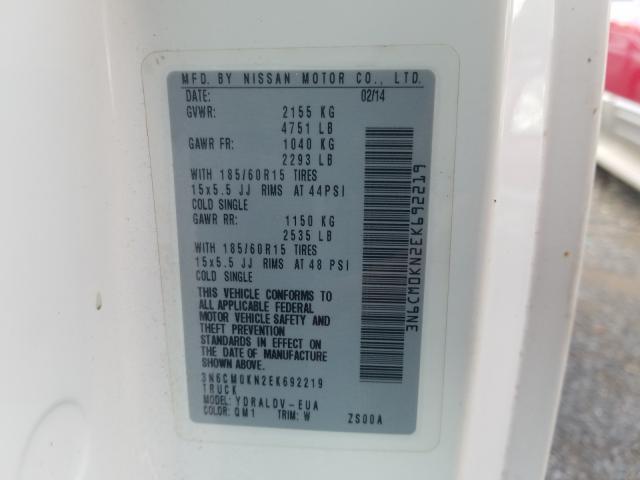 MFD. BY NISSAN MOTOR CO., LTD.
DATE: 02/14
GVWR: 2155 KG
4751 LB
GAWR FR: 1040 KG
2293 LB
WITH 185/60R15 TIRES
15x5.5 JJ RIMS AT 44PSI
COLD SINGLE
GAWR RR: 1150 KG
2535 LB
WITH 185/60R15 TIRES
15x5.5 JJ RIMS AT 48 PSI
COLD SINGLE
THIS VEHICLE CONFORMS TO
ALL APPLICABLE FEDERAL
MOTOR VEHICLE SAFETY AND
THEFT PREVENTION
STANDARDS IN EFFECT ON
THE DATE OF MANUFACTURE
SHOWN ABOVE.
3N6CM0KN2EK692219
TRUCK
MODEL: YDRALDV-EUA
COLOR: QM1 TRIM: W ZS00A
3N6CM0KN2EK692219